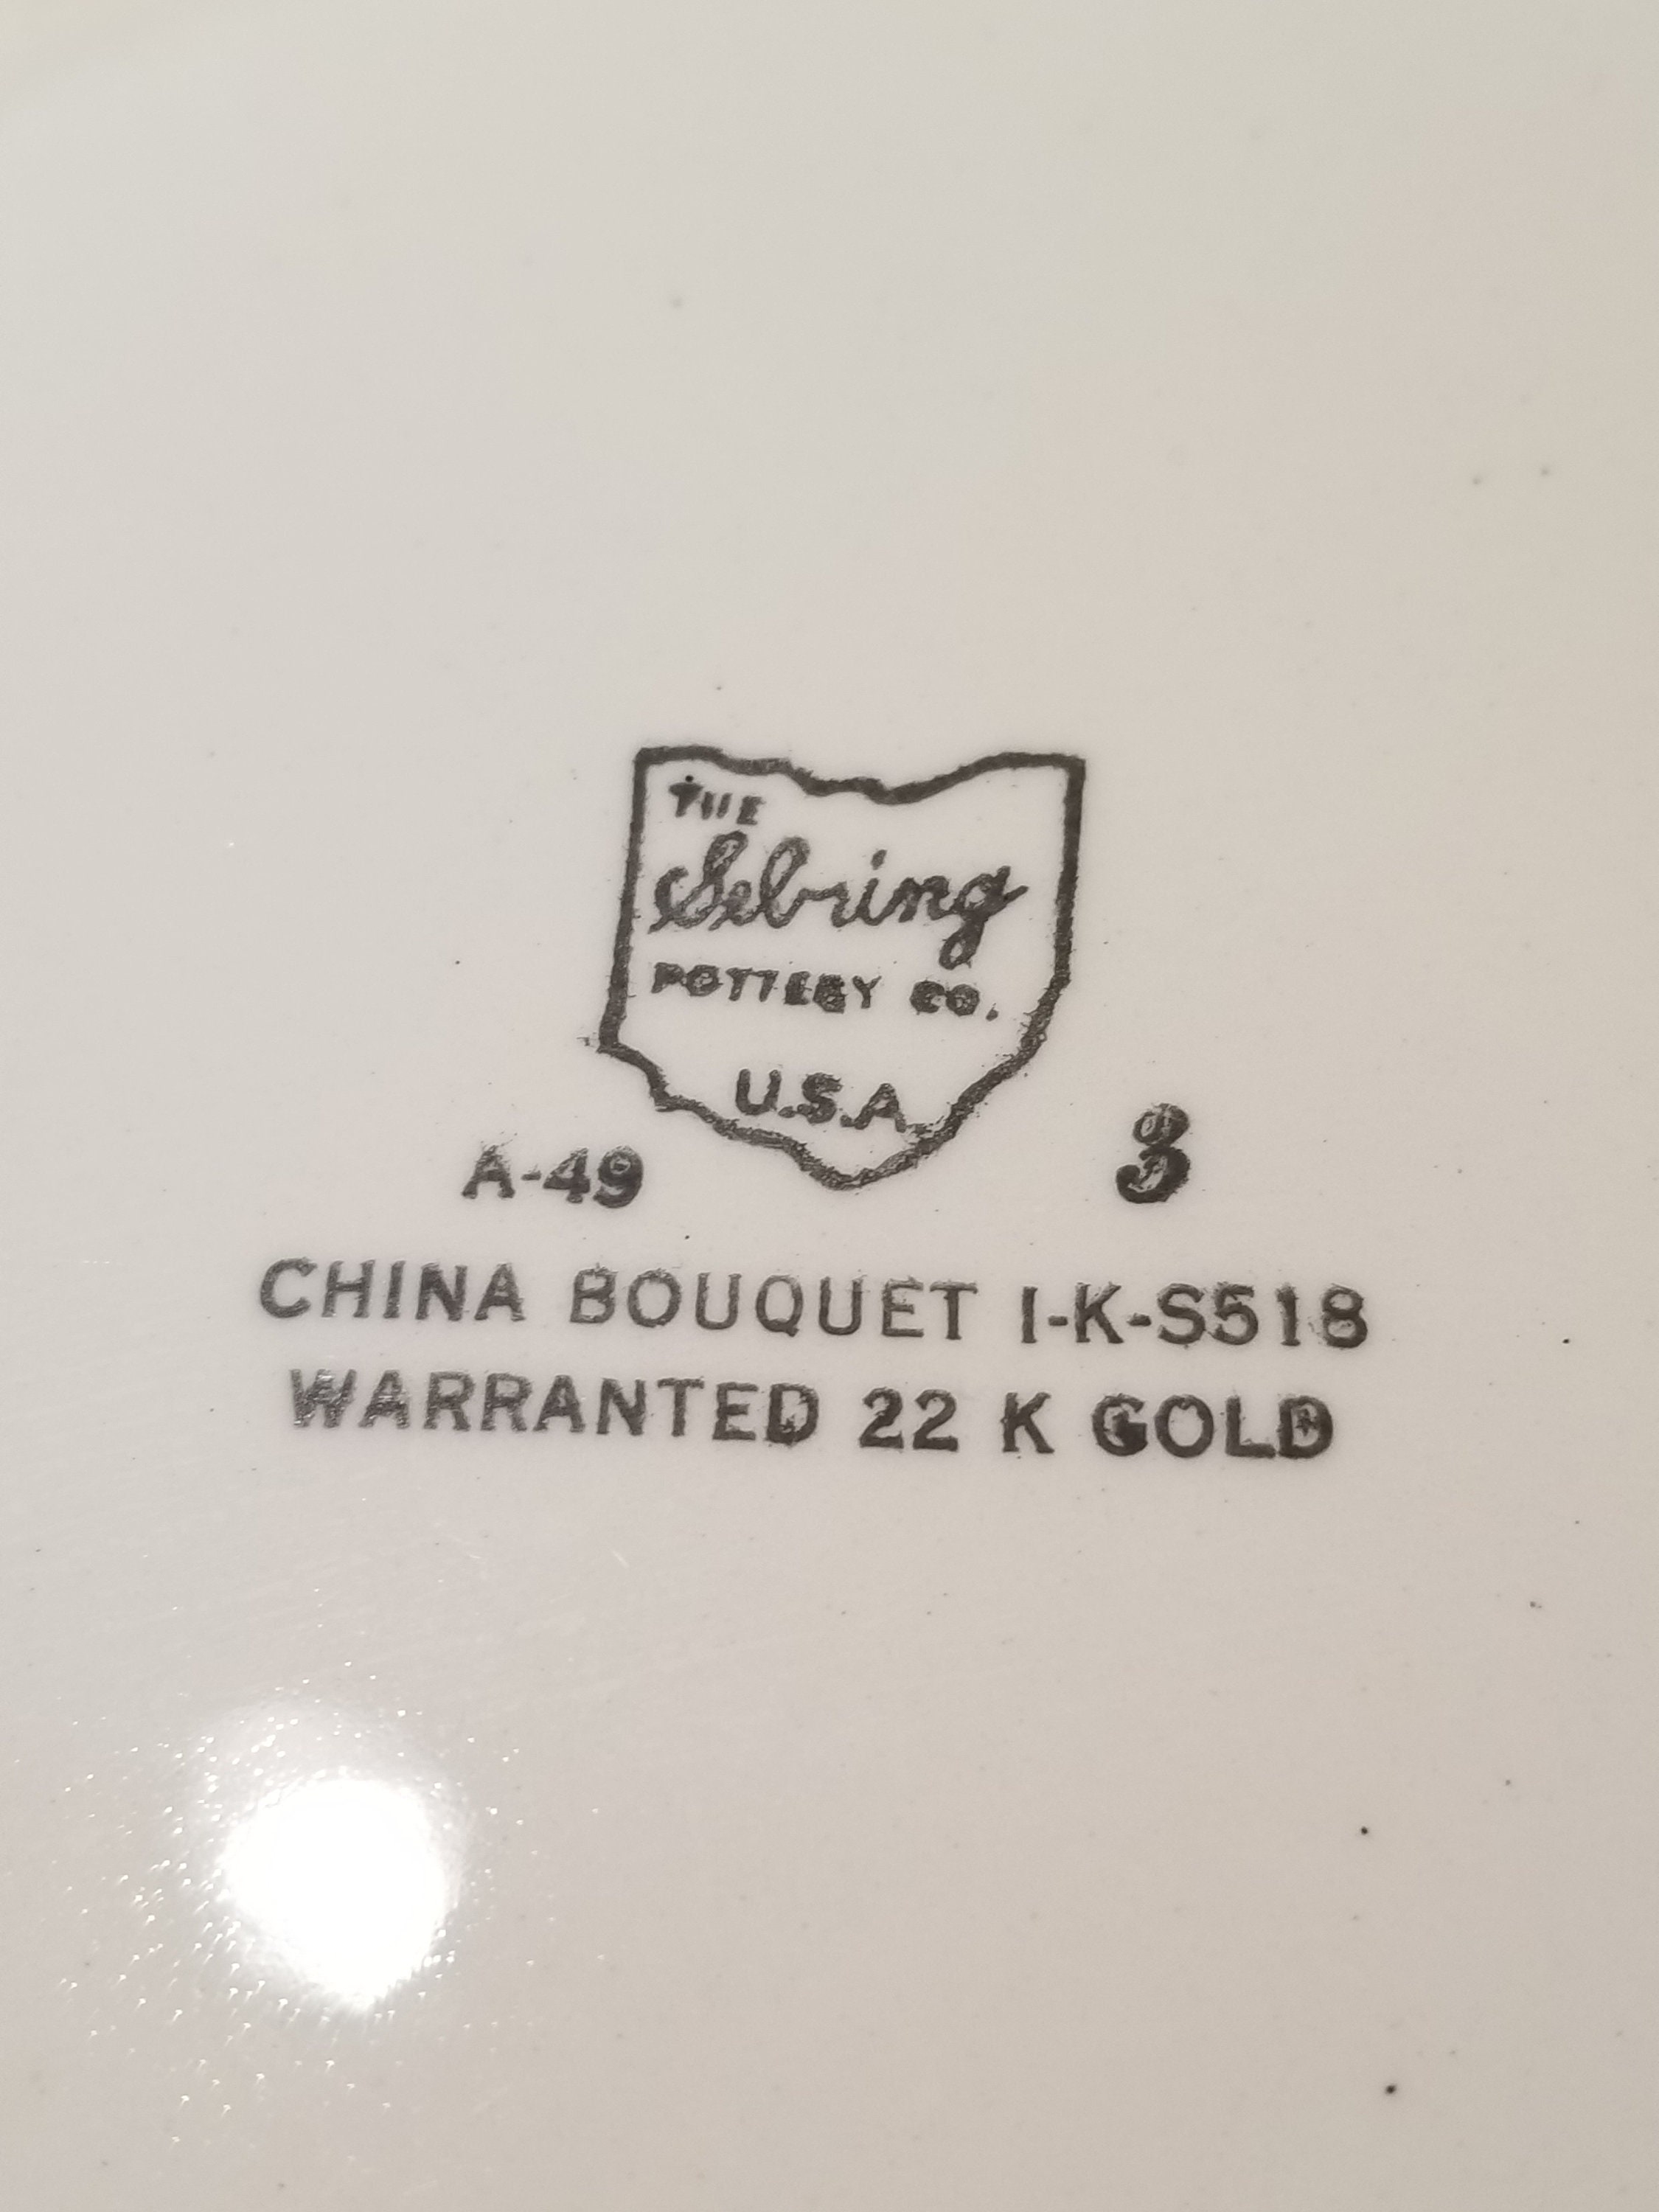 THE
Sebring
POTTERY CO.
U.S.A.
A-49 3
CHINA BOUQUET I-K-S518
WARRANTED 22 K GOLD